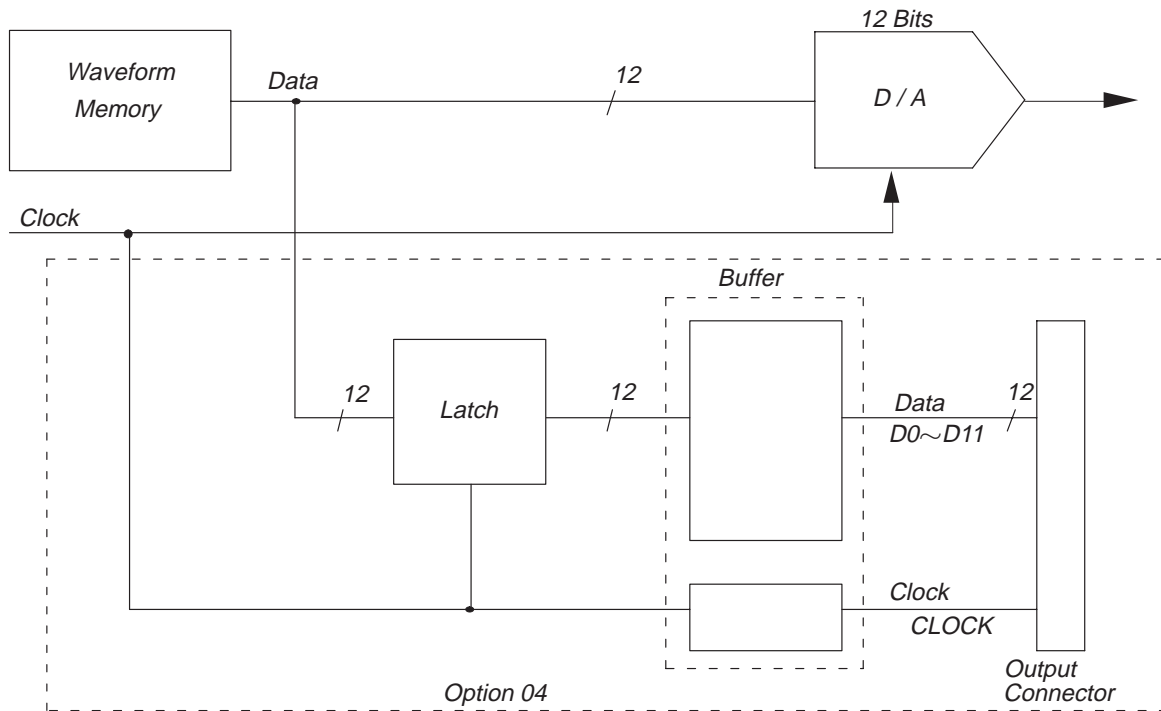 12 Bits
Waveform
Memory
Data
12
D / A
Clock
Buffer
12
Latch
12
Data
D0~D11
12
Clock
CLOCK
Output
Connector
Option 04